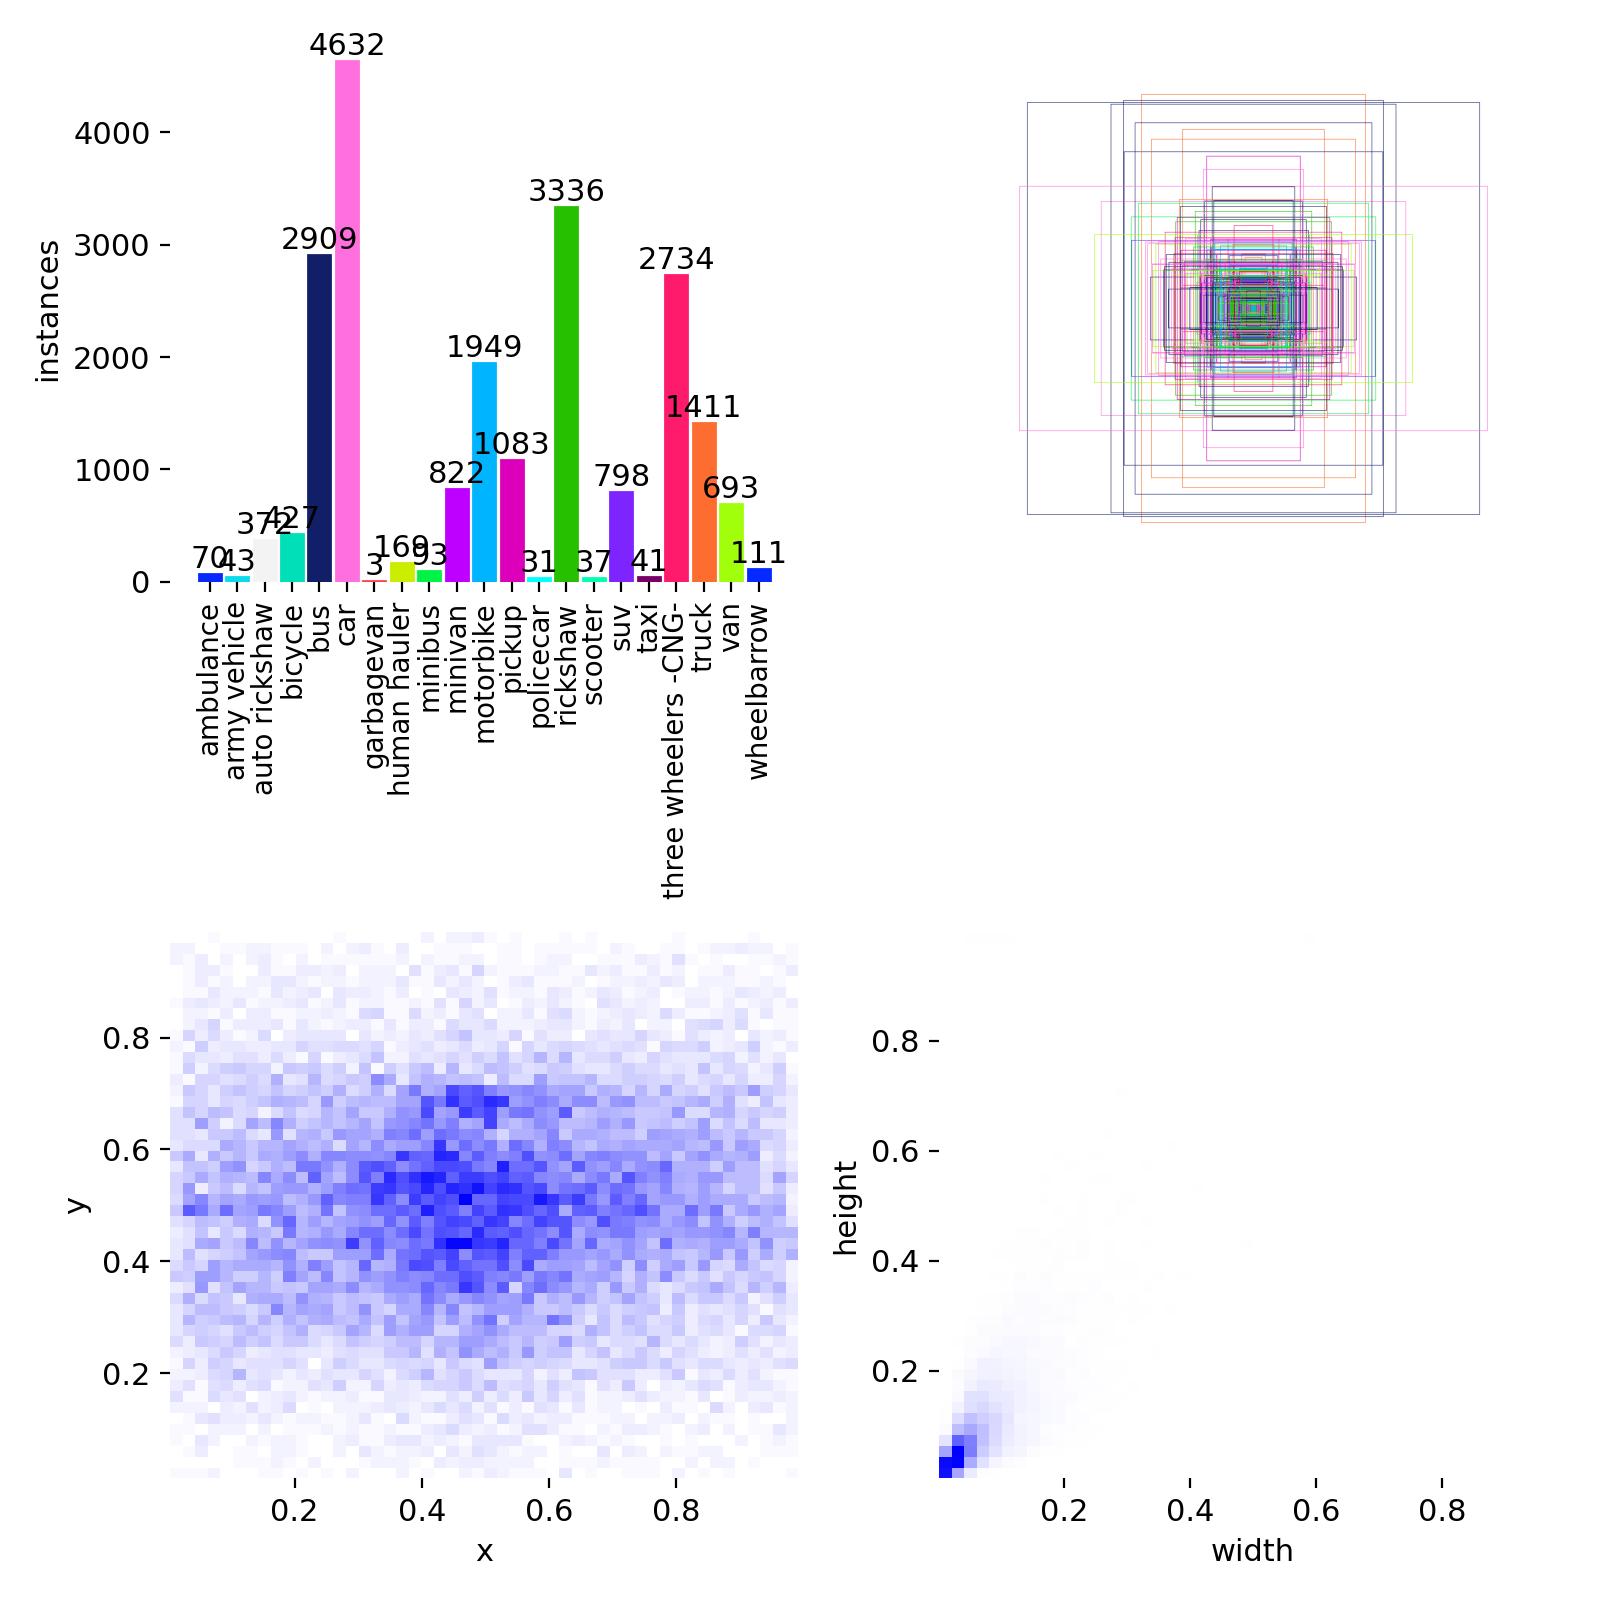 4632
3336
2909
2734
1949
1411
1083
822
798
693
427
372
169
111
93
70
43
41
37
31
3
instances
4000
3000
2000
1000
0
ambulance
army vehicle
auto rickshaw
bicycle
bus
car
garbagevan
human hauler
minibus
minivan
motorbike
pickup
policecar
rickshaw
scooter
suv
taxi
three wheelers -CNG-
truck
van
wheelbarrow
y
0.8
0.6
0.4
0.2
0.2 0.4 0.6 0.8
x
height
0.8
0.6
0.4
0.2
0.2 0.4 0.6 0.8
width